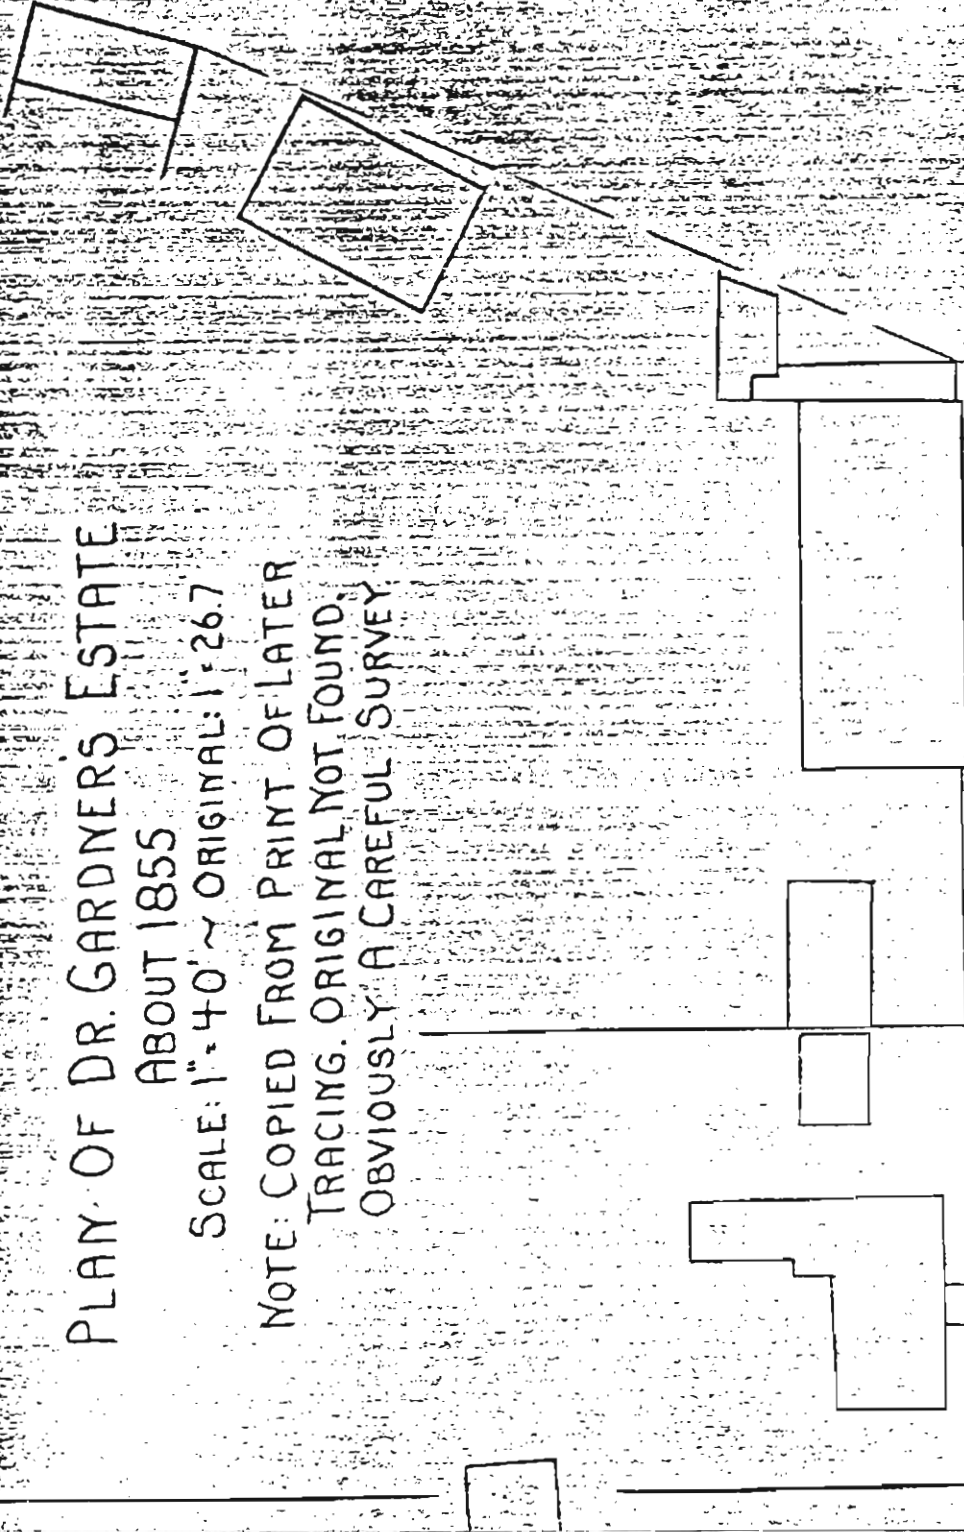 PLAN OF DR. GARDNERS ESTATE
ABOUT 1855
SCALE: 1"=40' ~ ORIGINAL: 1"=26.7
NOTE: COPIED FROM PRINT OF LATER
TRACING. ORIGINAL NOT FOUND.
OBVIOUSLY A CAREFUL SURVEY